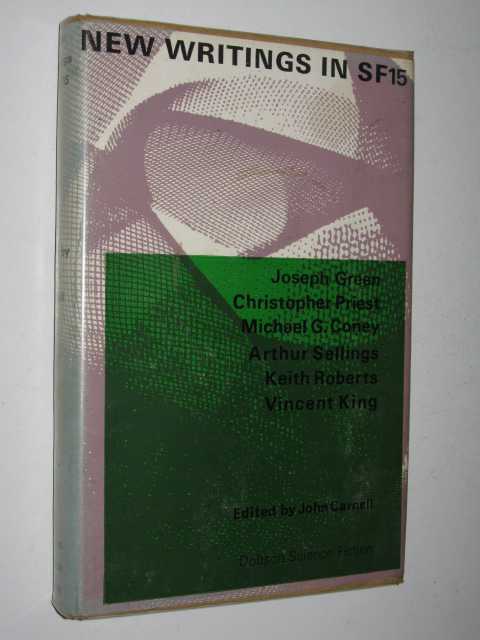 NEW WRITINGS IN SF15
Joseph Green
Christopher Priest
Michael G. Coney
Arthur Sellings
Keith Roberts
Vincent King
Edited by John Carnell
Dobson Science Fiction